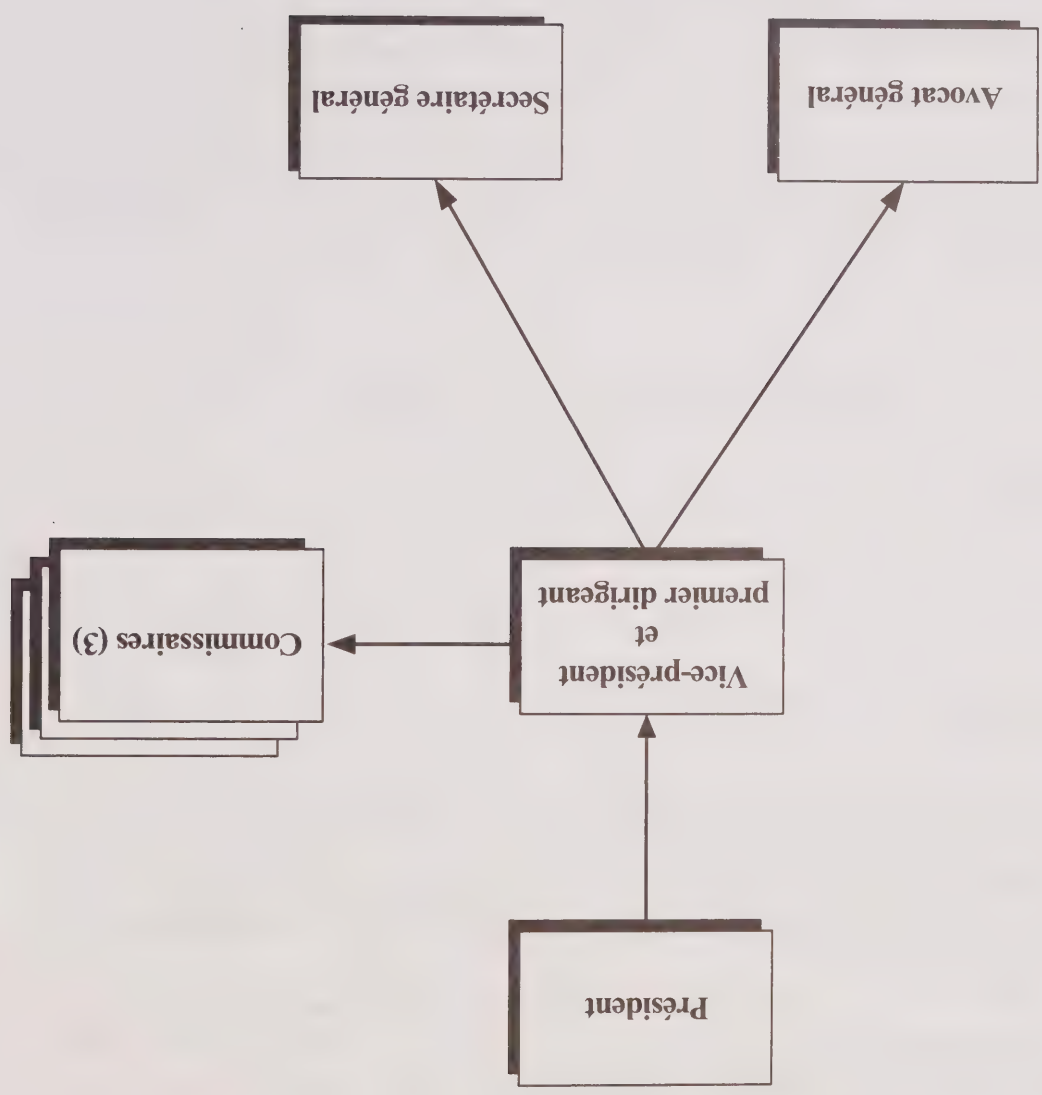 Président
Vice-président
et
premier dirigeant
Commissaires (3)
Avocat général
Secrétaire général